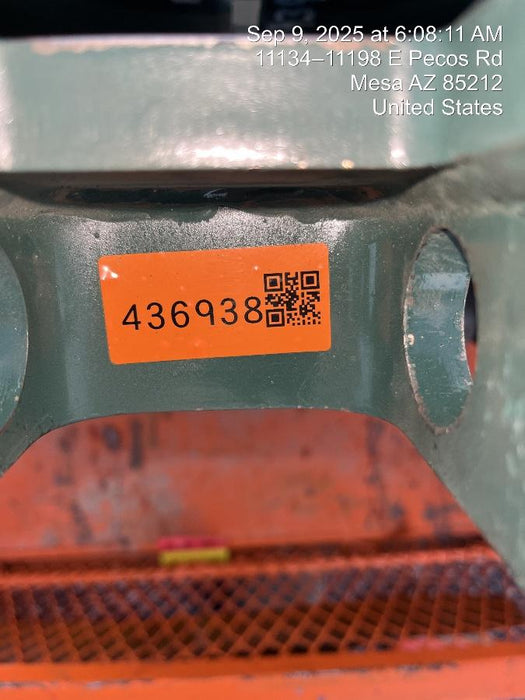 Sep 9, 2025 at 6:08:11 AM
11134–11198 E Pecos Rd
Mesa AZ 85212
United States
436938